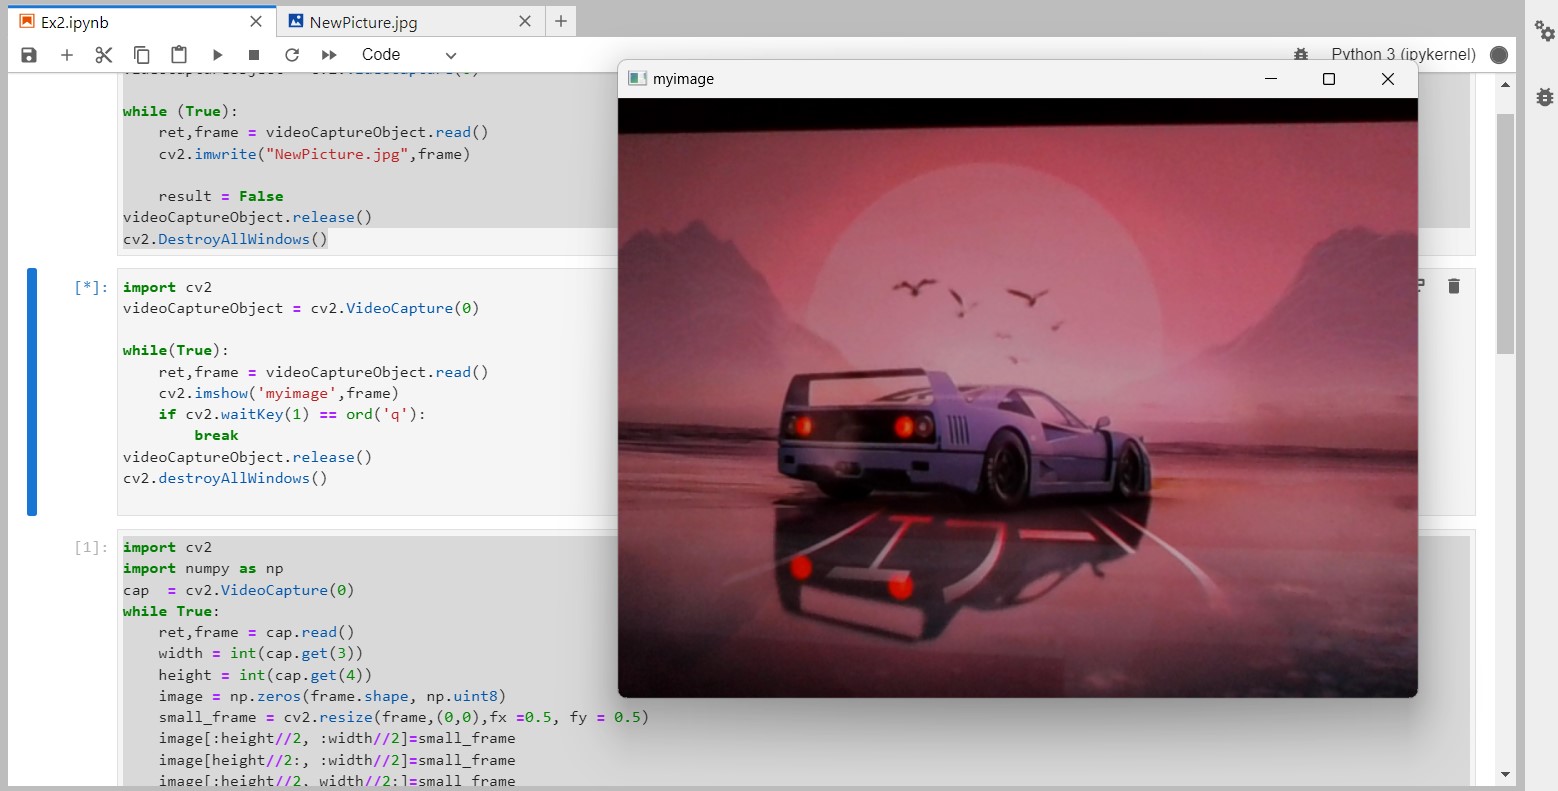 Ex2.ipynb
NewPicture.jpg
Code
Python 3 (ipykernel)
while (True):
    ret,frame = videoCaptureObject.read()
    cv2.imwrite("NewPicture.jpg",frame)
    result = False
videoCaptureObject.release()
cv2.DestroyAllWindows()
[*]:
import cv2
videoCaptureObject = cv2.VideoCapture(0)
while(True):
    ret,frame = videoCaptureObject.read()
    cv2.imshow('myimage',frame)
    if cv2.waitKey(1) == ord('q'):
        break
videoCaptureObject.release()
cv2.destroyAllWindows()
[1]:
import cv2
import numpy as np
cap  = cv2.VideoCapture(0)
while True:
    ret,frame = cap.read()
    width = int(cap.get(3))
    height = int(cap.get(4))
    image = np.zeros(frame.shape, np.uint8)
    small_frame = cv2.resize(frame,(0,0),fx =0.5, fy = 0.5)
    image[:height//2, :width//2]=small_frame
    image[height//2:, :width//2]=small_frame
    image[:height//2, width//2:]=small_frame
myimage